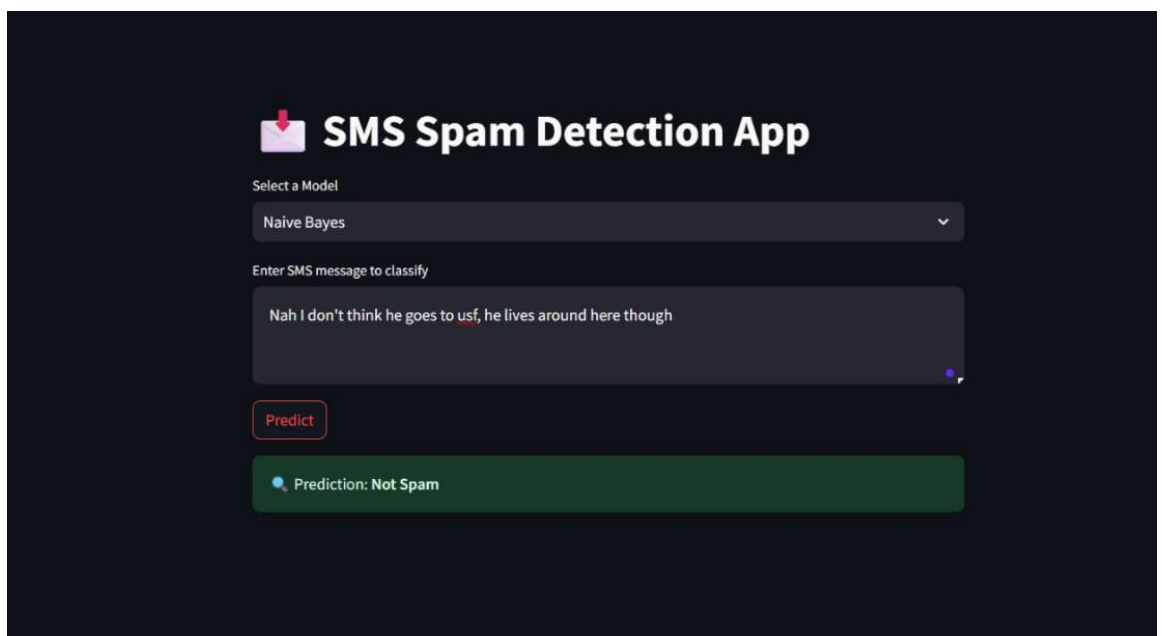 SMS Spam Detection App
Select a Model
Naive Bayes
Enter SMS message to classify
Nah I don't think he goes to usf, he lives around here though
Predict
Prediction: Not Spam